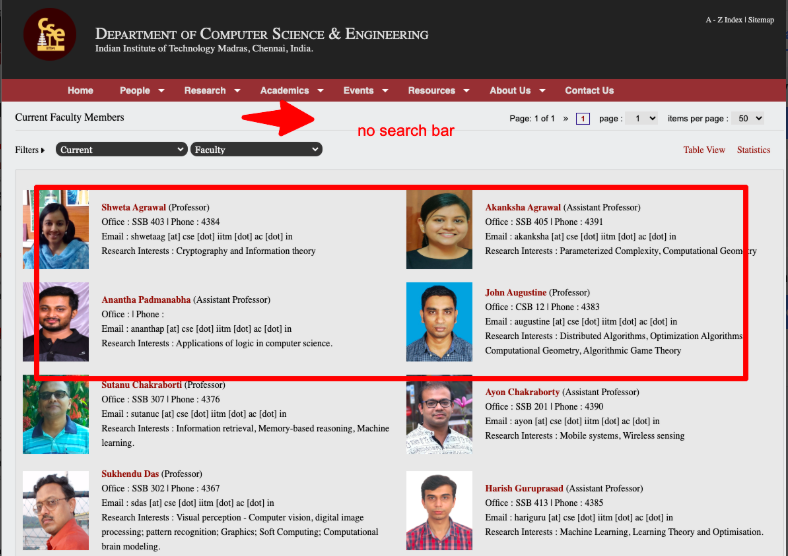 CSE
A - Z Index | Sitemap
DEPARTMENT OF COMPUTER SCIENCE & ENGINEERING
Indian Institute of Technology Madras, Chennai, India.
Home People Research Academics Events Resources About Us Contact Us
Current Faculty Members
Page: 1 of 1 » 1 page : 1 items per page : 50
no search bar
Filters Current Faculty
Table View Statistics
Shweta Agrawal (Professor)
Office : SSB 403 | Phone : 4384
Email : shwetaag [at] cse [dot] iitm [dot] ac [dot] in
Research Interests : Cryptography and Information theory
Akanksha Agrawal (Assistant Professor)
Office : SSB 405 | Phone : 4391
Email : akanksha [at] cse [dot] iitm [dot] ac [dot] in
Research Interests : Parameterized Complexity, Computational Geometry
Anantha Padmanabha (Assistant Professor)
Office : | Phone :
Email : ananthap [at] cse [dot] iitm [dot] ac [dot] in
Research Interests : Applications of logic in computer science.
John Augustine (Professor)
Office : CSB 12 | Phone : 4383
Email : augustine [at] cse [dot] iitm [dot] ac [dot] in
Research Interests : Distributed Algorithms, Optimization Algorithms,
Computational Geometry, Algorithmic Game Theory
Sutanu Chakraborti (Professor)
Office : SSB 307 | Phone : 4376
Email : sutanuc [at] cse [dot] iitm [dot] ac [dot] in
Research Interests : Information retrieval, Memory-based reasoning, Machine
learning.
Ayon Chakraborty (Assistant Professor)
Office : SSB 201 | Phone : 4390
Email : ayon [at] cse [dot] iitm [dot] ac [dot] in
Research Interests : Mobile systems, Wireless sensing
Sukhendu Das (Professor)
Office : SSB 302 | Phone : 4367
Email : sdas [at] cse [dot] iitm [dot] ac [dot] in
Research Interests : Visual perception - Computer vision, digital image
processing; pattern recognition; Graphics; Soft Computing; Computational
brain modeling.
Harish Guruprasad (Assistant Professor)
Office : SSB 413 | Phone : 4385
Email : hariguru [at] cse [dot] iitm [dot] ac [dot] in
Research Interests : Machine Learning, Learning Theory and Optimisation.